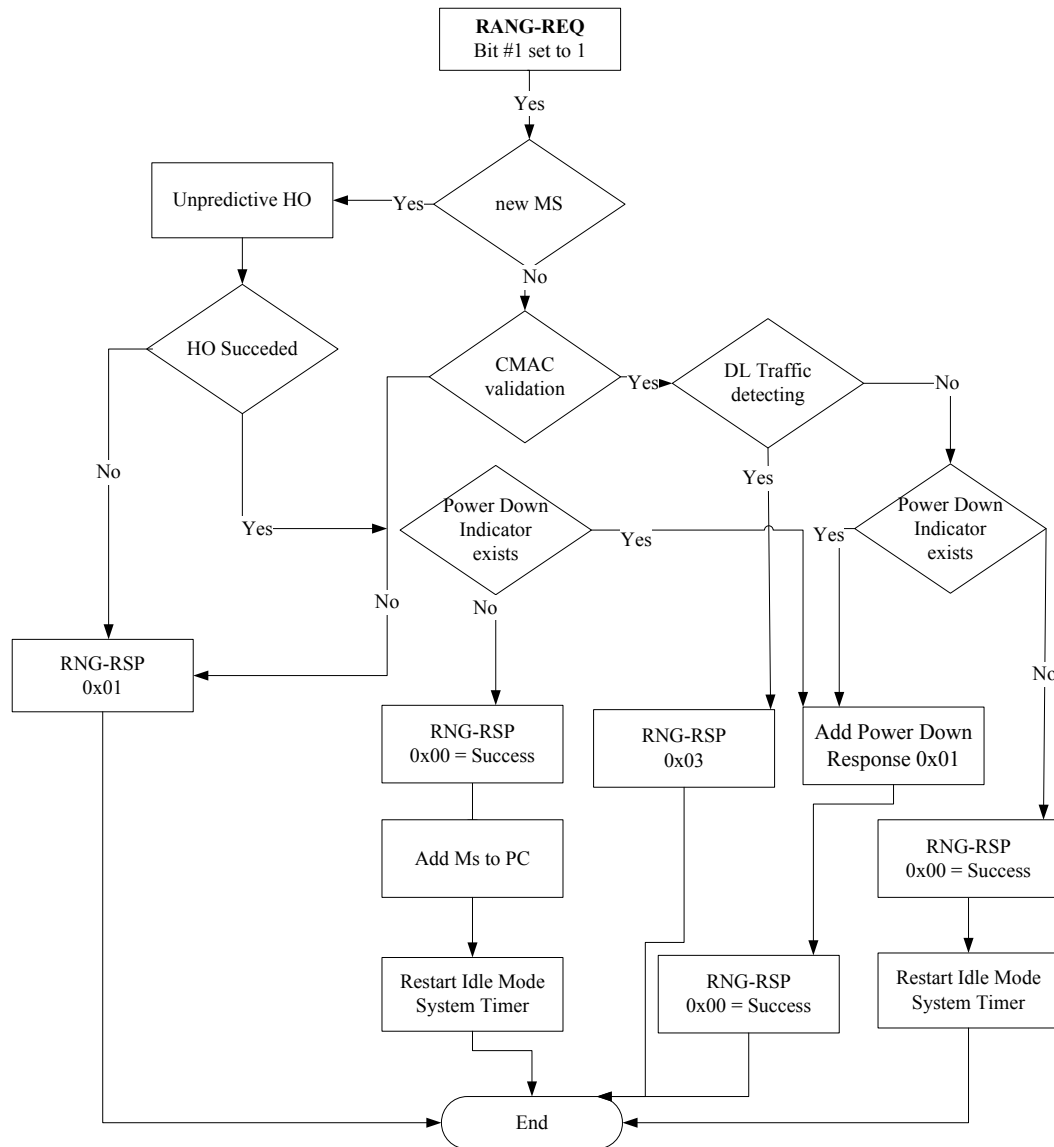 RANG-REQ
Bit #1 set to 1
Yes
Unpredictive HO
Yes
new MS
No
HO Succeded
CMAC
validation
Yes
DL Traffic
detecting
No
No
Yes
Yes
Power Down
Indicator
exists
Yes
Yes
Power Down
Indicator
exists
No
No
No
RNG-RSP
0x01
RNG-RSP
0x00 = Success
RNG-RSP
0x03
Add Power Down
Response 0x01
Add Ms to PC
RNG-RSP
0x00 = Success
Restart Idle Mode
System Timer
RNG-RSP
0x00 = Success
Restart Idle Mode
System Timer
End